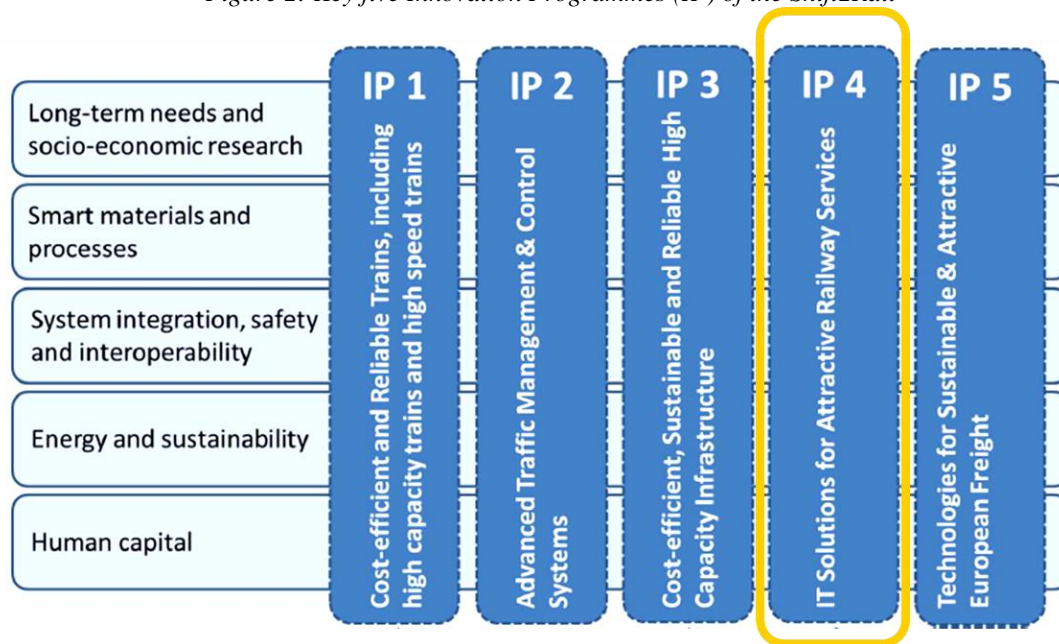 Long-term needs and
socio-economic research
Smart materials and
processes
System integration, safety
and interoperability
Energy and sustainability
Human capital
IP 1
Cost-efficient and Reliable Trains, including
high capacity trains and high speed trains
IP 2
Advanced Traffic Management & Control
Systems
IP 3
Cost-efficient, Sustainable and Reliable High
Capacity Infrastructure
IP 4
IT Solutions for Attractive Railway Services
IP 5
Technologies for Sustainable & Attractive
European Freight